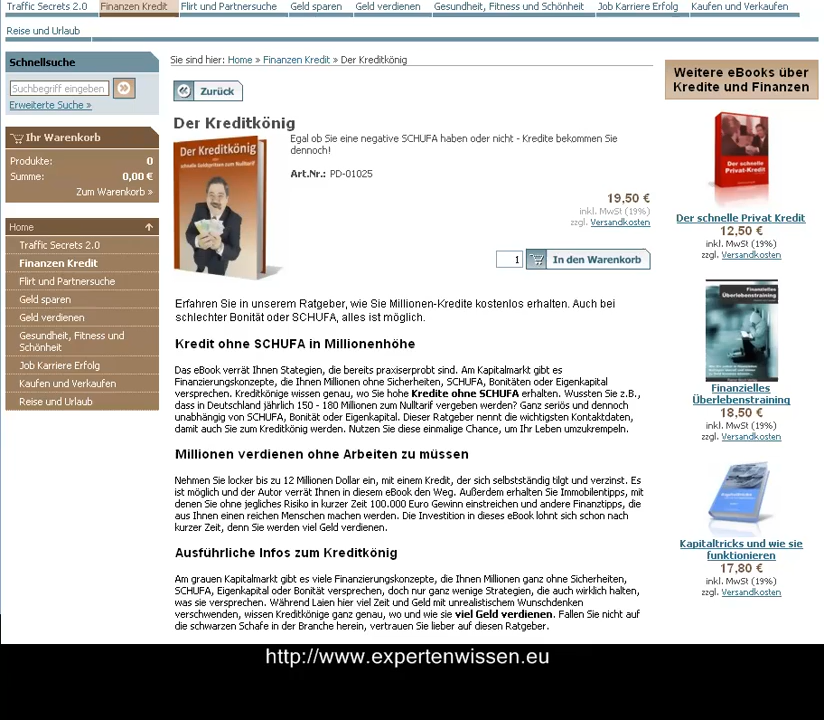 Traffic Secrets 2.0 Finanzen Kredit Flirt und Partnersuche Geld sparen Geld verdienen Gesundheit, Fitness und Schönheit Job Karriere Erfolg Kaufen und Verkaufen
Reise und Urlaub
Schnellsuche
Suchbegriff eingeben
Erweiterte Suche »
Ihr Warenkorb
Produkte: 0
Summe: 0,00 €
Zum Warenkorb »
Home
Traffic Secrets 2.0
Finanzen Kredit
Flirt und Partnersuche
Geld sparen
Geld verdienen
Gesundheit, Fitness und
Schönheit
Job Karriere Erfolg
Kaufen und Verkaufen
Reise und Urlaub
Sie sind hier: Home » Finanzen Kredit » Der Kreditkönig
Zurück
Der Kreditkönig
Der Kreditkönig
schnelle Geldspritzen zum Nulltarif
Egal ob Sie eine negative SCHUFA haben oder nicht - Kredite bekommen Sie
dennoch!
Art.Nr.: PD-01025
19,50 €
inkl. MwSt (19%)
zzgl. Versandkosten
1 In den Warenkorb
Erfahren Sie in unserem Ratgeber, wie Sie Millionen-Kredite kostenlos erhalten. Auch bei
schlechter Bonität oder SCHUFA, alles ist möglich.
Kredit ohne SCHUFA in Millionenhöhe
Das eBook verrät Ihnen Stategien, die bereits praxiserprobt sind. Am Kapitalmarkt gibt es
Finanzierungskonzepte, die Ihnen Millionen ohne Sicherheiten, SCHUFA, Bonitäten oder Eigenkapital
versprechen. Kreditkönige wissen genau, wo Sie hohe Kredite ohne SCHUFA erhalten. Wussten Sie z.B.,
dass in Deutschland jährlich 150 - 180 Millionen zum Nulltarif vergeben werden? Ganz seriös und dennoch
unabhängig von SCHUFA, Bonität oder Eigenkapital. Dieser Ratgeber nennt die wichtigsten Kontaktdaten,
damit auch Sie zum Kreditkönig werden. Nutzen Sie diese einmalige Chance, um Ihr Leben umzukrempeln.
Millionen verdienen ohne Arbeiten zu müssen
Nehmen Sie locker bis zu 12 Millionen Dollar ein, mit einem Kredit, der sich selbstständig tilgt und verzinst. Es
ist möglich und der Autor verrät Ihnen in diesem eBook den Weg. Außerdem erhalten Sie Immobilientipps, mit
denen Sie ohne jegliches Risiko in kurzer Zeit 100.000 Euro Gewinn einstreichen und andere Finanztipps, die
aus Ihnen einen reichen Menschen machen werden. Die Investition in dieses eBook lohnt sich schon nach
kurzer Zeit, denn Sie werden viel Geld verdienen.
Ausführliche Infos zum Kreditkönig
Am grauen Kapitalmarkt gibt es viele Finanzierungskonzepte, die Ihnen Millionen ganz ohne Sicherheiten,
SCHUFA, Eigenkapital oder Bonität versprechen, doch nur ganz wenige Strategien, die auch wirklich halten,
was sie versprechen. Während Laien hier viel Zeit und Geld mit unrealistischem Wunschdenken
verschwenden, wissen Kreditkönige ganz genau, wo und wie sie viel Geld verdienen. Fallen Sie nicht auf
die schwarzen Schafe in der Branche herein, vertrauen Sie lieber auf diesen Ratgeber.
Weitere eBooks über
Kredite und Finanzen
Der schnelle
Privat-Kredit
Der schnelle Privat Kredit
12,50 €
inkl. MwSt (19%)
zzgl. Versandkosten
Finanzielles
Überlebenstraining
Finanzielles
Überlebenstraining
18,50 €
inkl. MwSt (19%)
zzgl. Versandkosten
Kapitaltricks
Kapitaltricks und wie sie
funktionieren
17,80 €
inkl. MwSt (19%)
zzgl. Versandkosten
http://www.expertenwissen.eu